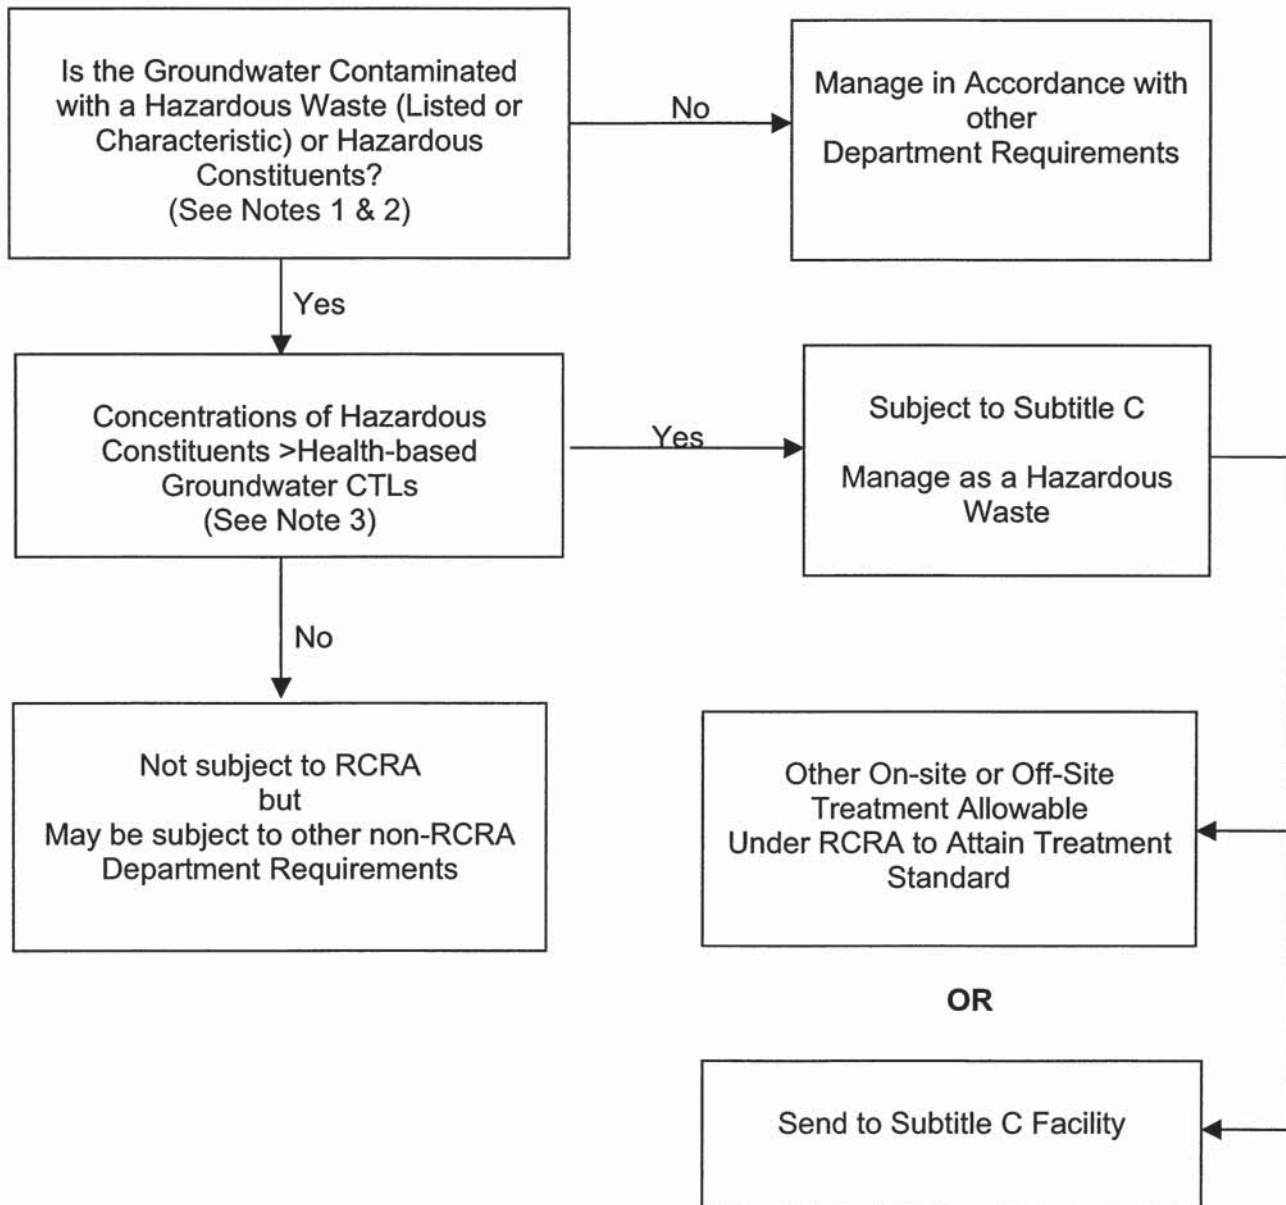 Is the Groundwater Contaminated
with a Hazardous Waste (Listed or
Characteristic) or Hazardous
Constituents?
(See Notes 1 & 2)
No
Manage in Accordance with
other
Department Requirements
Yes
Concentrations of Hazardous
Constituents >Health-based
Groundwater CTLs
(See Note 3)
Yes
Subject to Subtitle C
Manage as a Hazardous
Waste
No
Not subject to RCRA
but
May be subject to other non-RCRA
Department Requirements
Other On-site or Off-Site
Treatment Allowable
Under RCRA to Attain Treatment
Standard
OR
Send to Subtitle C Facility